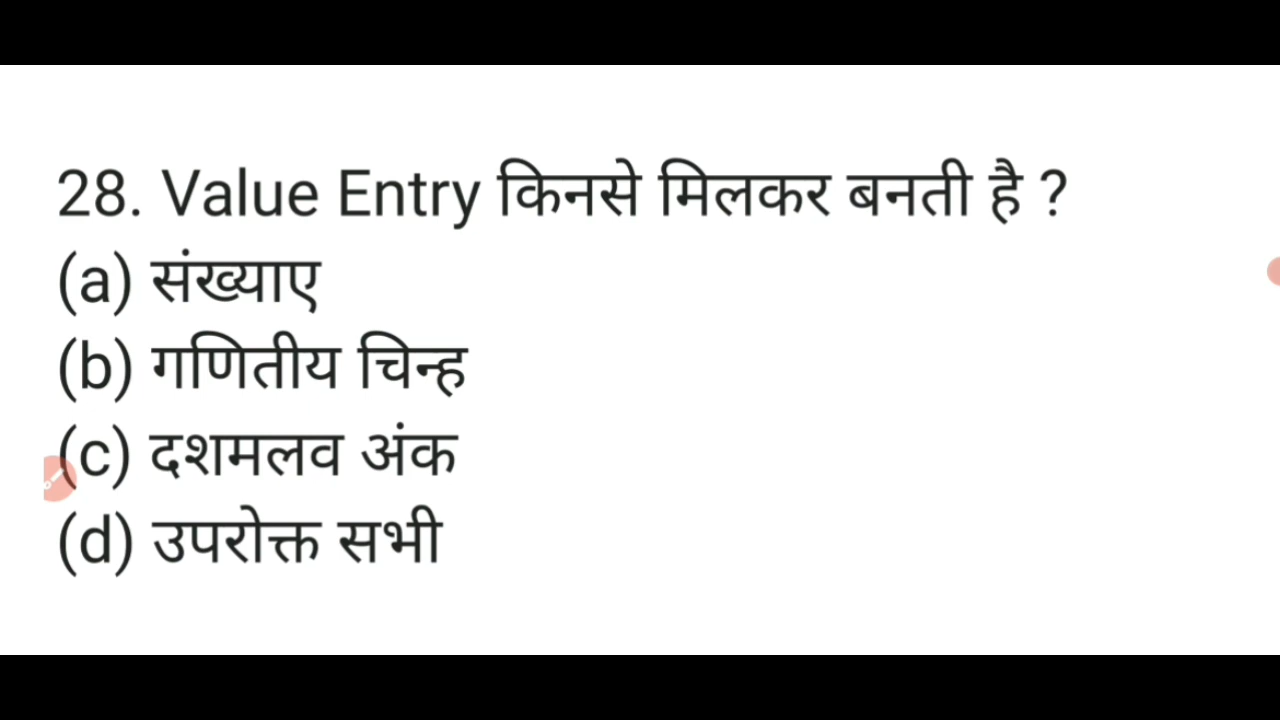 28. Value Entry किनसे मिलकर बनती है ?
(a) संख्याए
(b) गणितीय चिन्ह
(c) दशमलव अंक
(d) उपरोक्त सभी